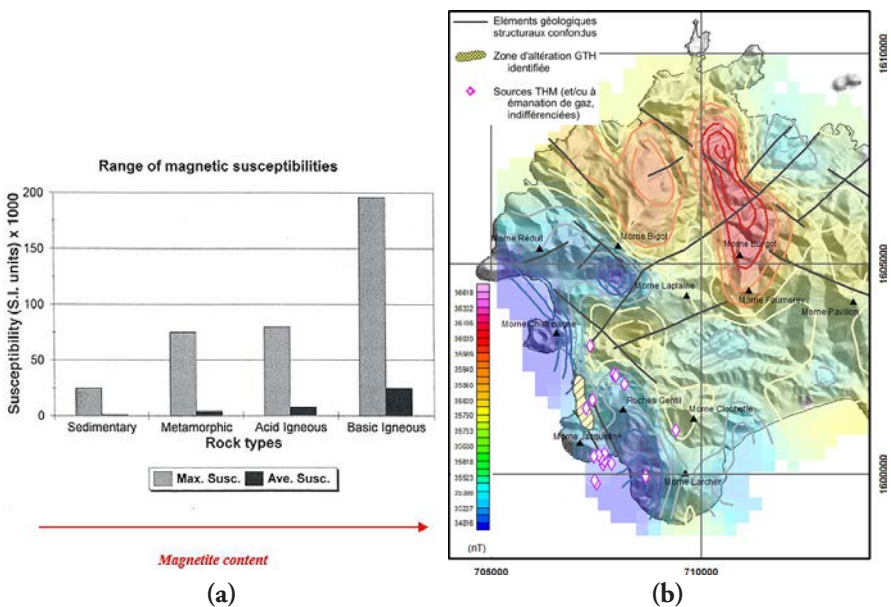 Range of magnetic susceptibilities
Susceptibility (S.I. units) x 1000
200
150
100
50
0
Sedimentary
Metamorphic
Acid Igneous
Basic Igneous
Rock types
Max. Susc.
Ave. Susc.
Magnetite content
(a)
Eléments géologiques
structuraux confondus
Zone d'altération GTH
identifiée
Sources THM (et/cu à
émanation de gaz,
indifférenciées)
1610000
1605000
1600000
Morne Réduit
Morne Bigot
Morne Burgot
Morne Laplaine
Morne Fournerey
Morne Pavillon
Morne Champagne
Roches Gentil
Morne Clochette
Morne Jacqueline
Morne Larcher
(nT)
705000
710000
(b)